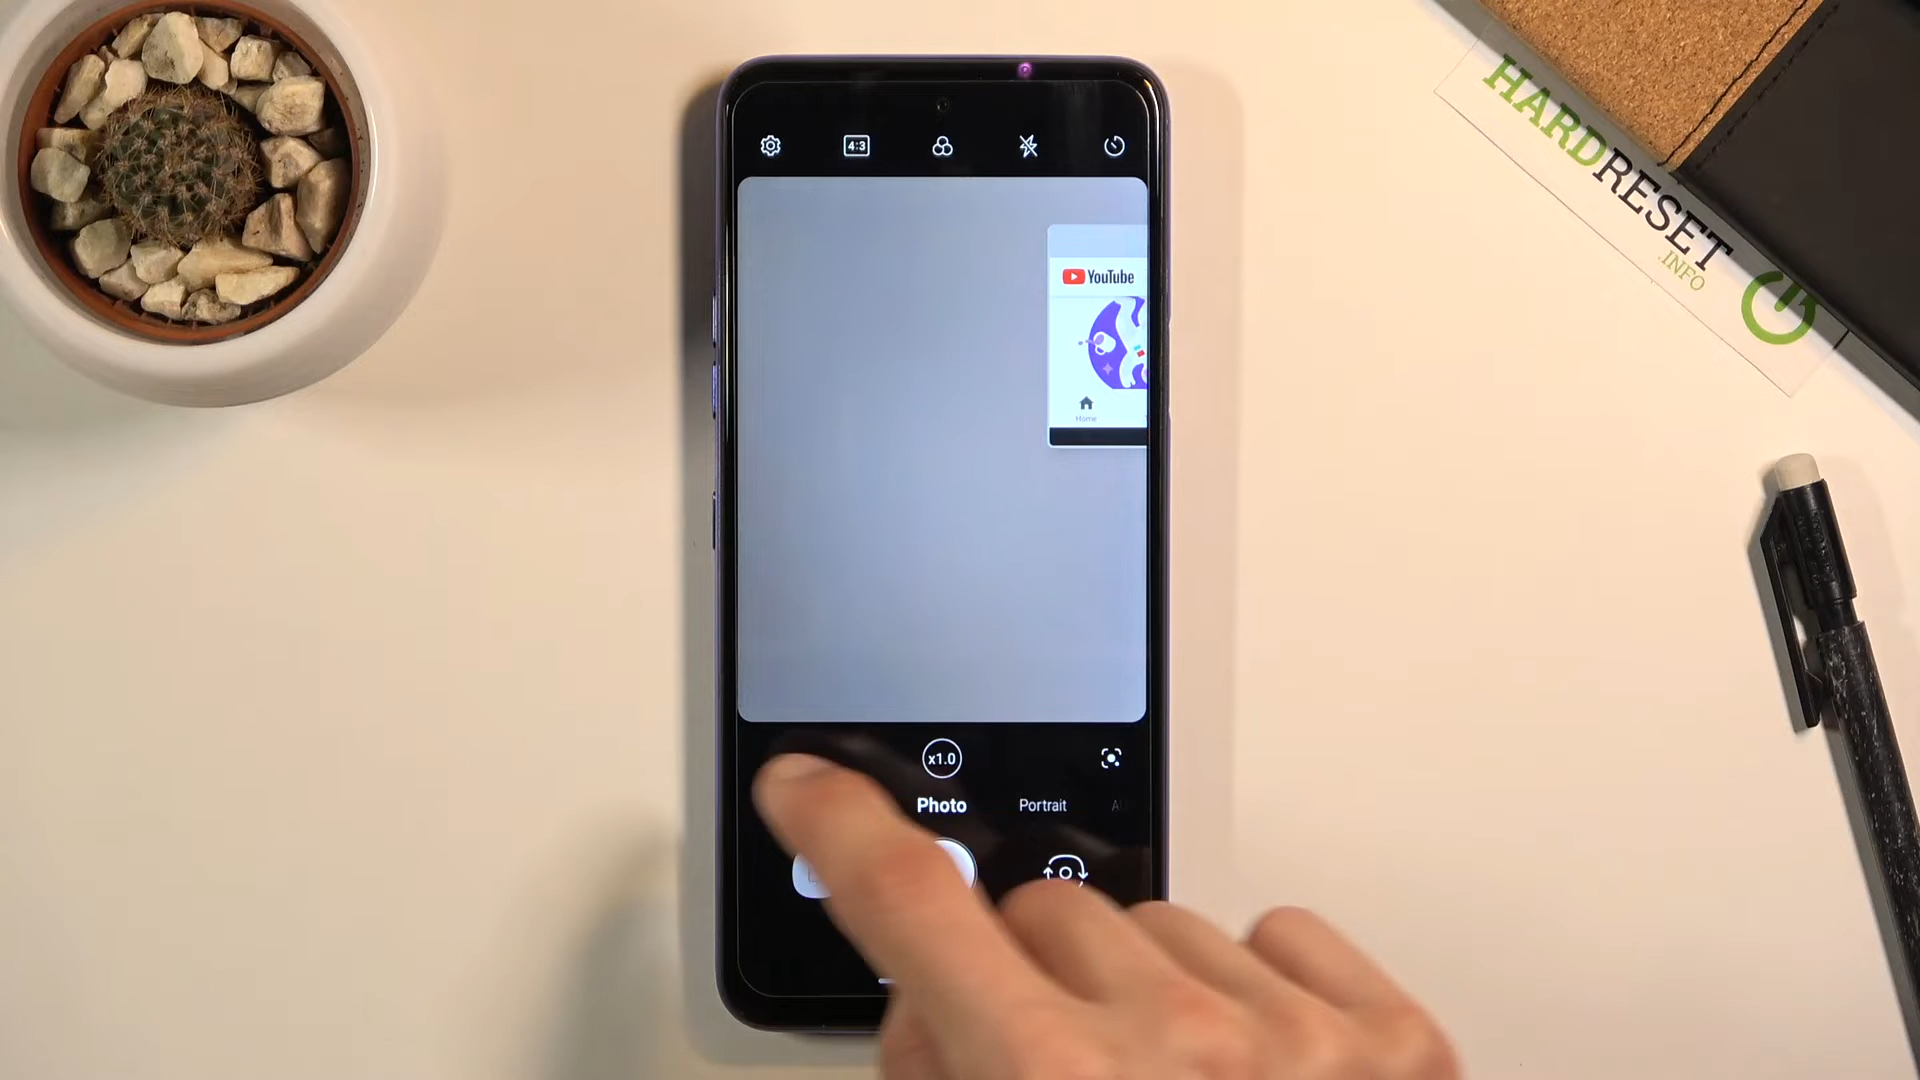 HARDRESET
.INFO
4:3
YouTube
Home
x1.0
Photo
Portrait